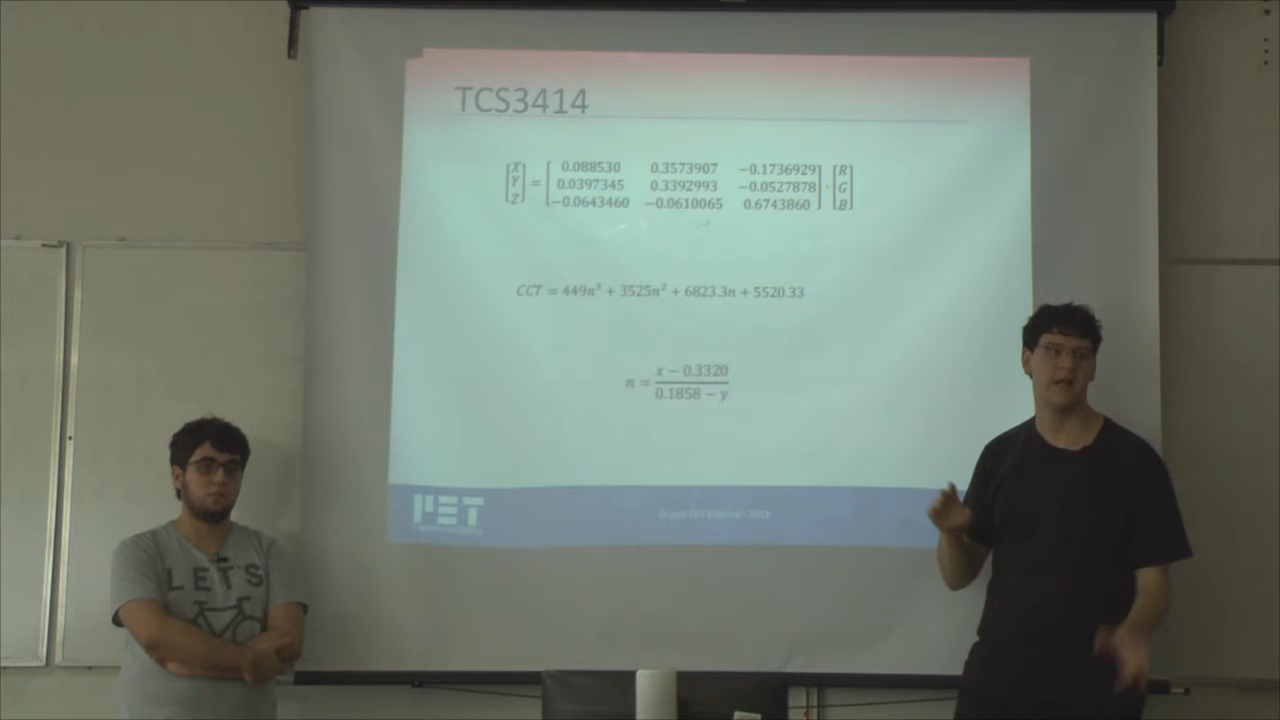 TCS3414
[X Y Z] = [0.088530 0.3573907 −0.1736929
0.0397345 0.3392993 −0.0527878
−0.0643460 −0.0610065 0.6743860] · [R G B]
CCT = 449n³ + 3525n² + 6823.3n + 5520.33
n = (x − 0.3320) / (0.1858 − y)
PET
LET'S